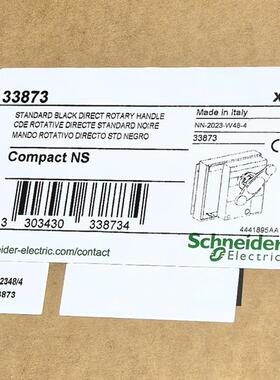 33873
X
STANDARD BLACK DIRECT ROTARY HANDLE
CDE ROTATIVE DIRECTE STANDARD NOIRE
MANDO ROTATIVO DIRECTO STD NEGRO
Made in Italy
NN-2023-W48-4
33873
Compact NS
3 303430 338734
eider-electric.com/contact
4441895AA
Schneider
Electric
2348/4
3873